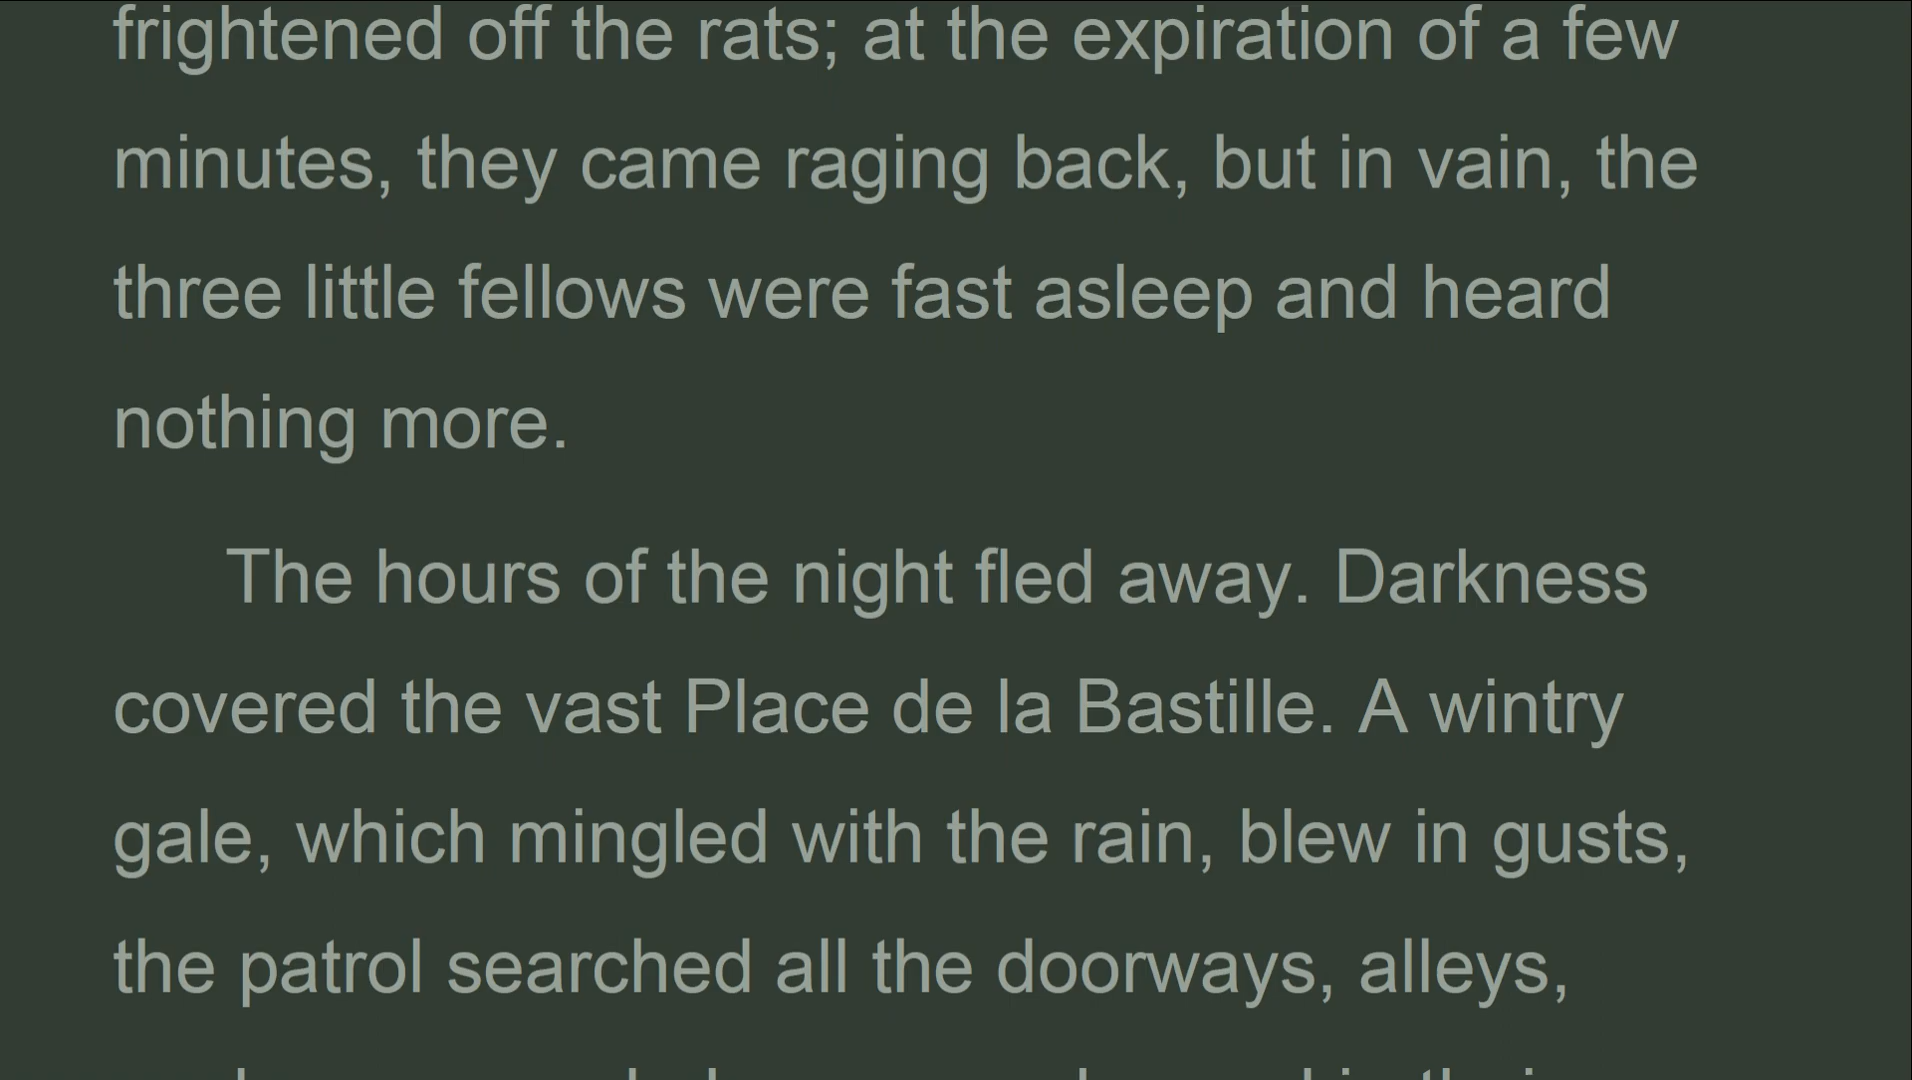 frightened off the rats; at the expiration of a few
minutes, they came raging back, but in vain, the
three little fellows were fast asleep and heard
nothing more.
The hours of the night fled away. Darkness
covered the vast Place de la Bastille. A wintry
gale, which mingled with the rain, blew in gusts,
the patrol searched all the doorways, alleys,